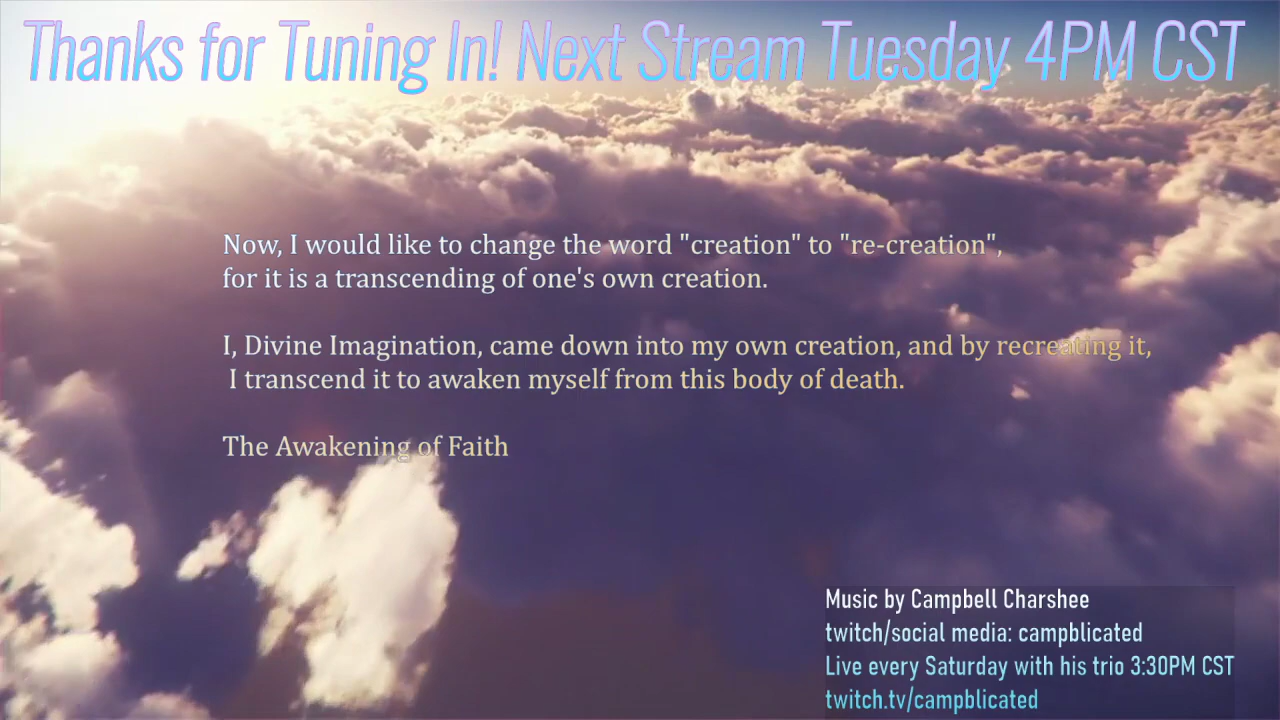 Thanks for Tuning In! Next Stream Tuesday 4PM CST
Now, I would like to change the word "creation" to "re-creation",
for it is a transcending of one's own creation.
I, Divine Imagination, came down into my own creation, and by recreating it,
I transcend it to awaken myself from this body of death.
The Awakening of Faith
Music by Campbell Charshee
twitch/social media: campblicated
Live every Saturday with his trio 3:30PM CST
twitch.tv/campblicated